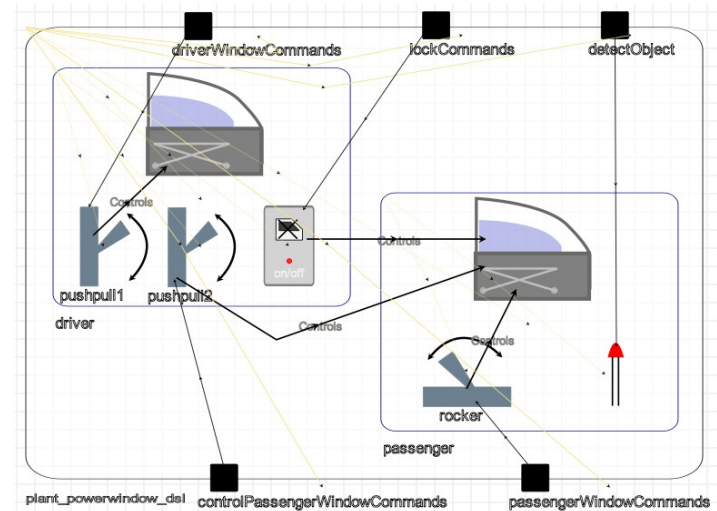 driverWindowCommands
lockCommands
detectObject
Controls
on/off
Controls
pushpull1
pushpull2
driver
Controls
Controls
rocker
passenger
plant_powerwindow_dsl
controlPassengerWindowCommands
passengerWindowCommands